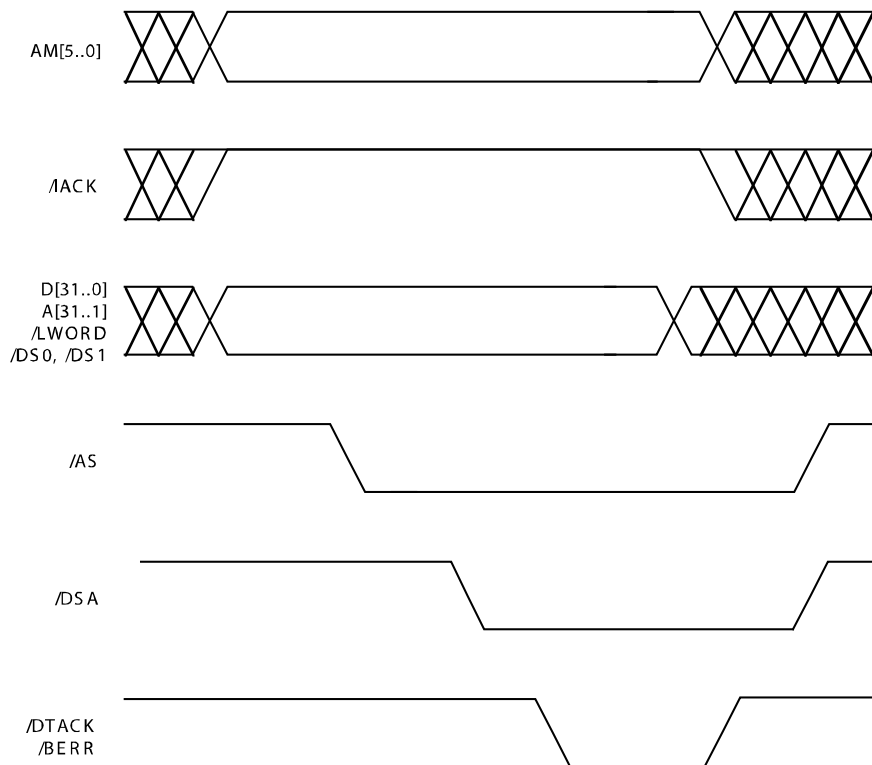 AM[5..0]
/IACK
D[31..0]
A[31..1]
/LWORD
/DS0, /DS1
/AS
/DSA
/DTACK
/BERR